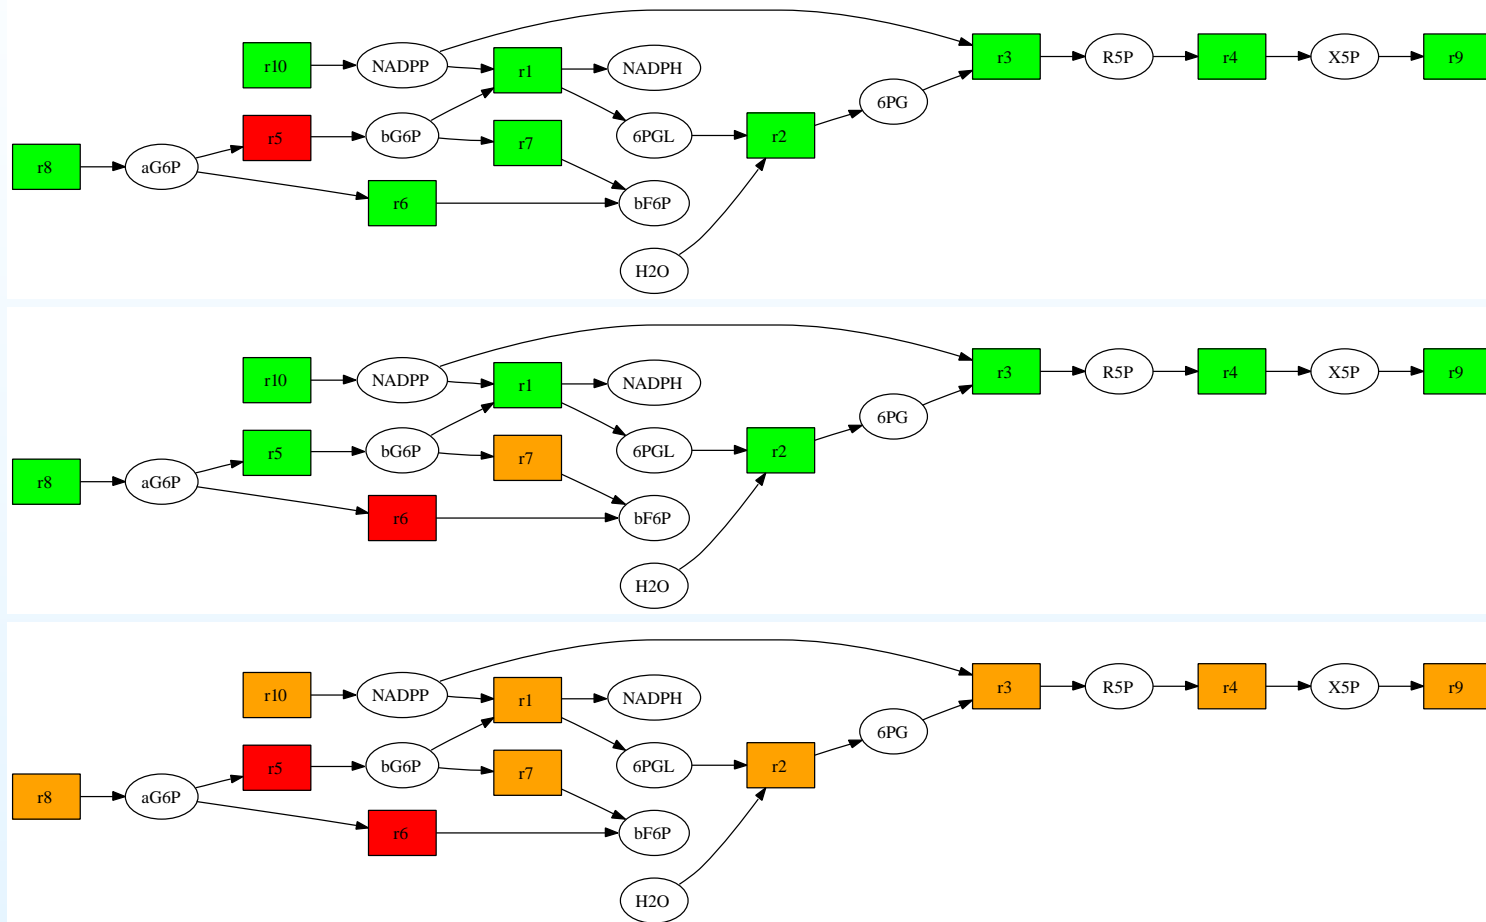 r10
NADPP
r1
NADPH
r3
R5P
r4
X5P
r9
6PG
r5
bG6P
r7
6PGL
r2
r8
aG6P
r6
bF6P
H2O
r10
NADPP
r1
NADPH
r3
R5P
r4
X5P
r9
6PG
r5
bG6P
r7
6PGL
r2
r8
aG6P
r6
bF6P
H2O
r10
NADPP
r1
NADPH
r3
R5P
r4
X5P
r9
6PG
r5
bG6P
r7
6PGL
r2
r8
aG6P
r6
bF6P
H2O